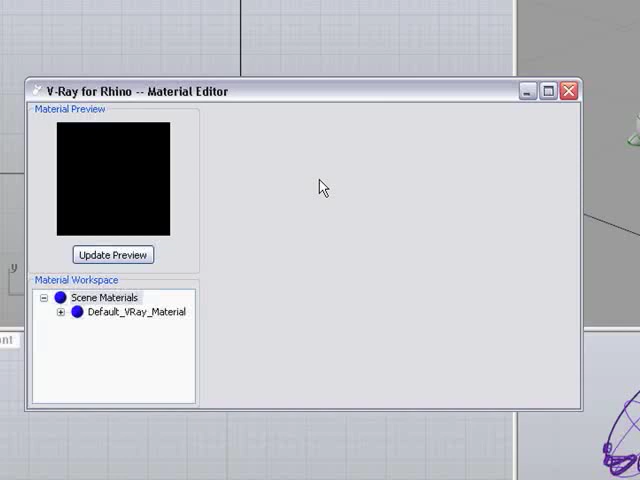 V-Ray for Rhino -- Material Editor
Material Preview
Update Preview
Material Workspace
Scene Materials
Default_VRay_Material
y